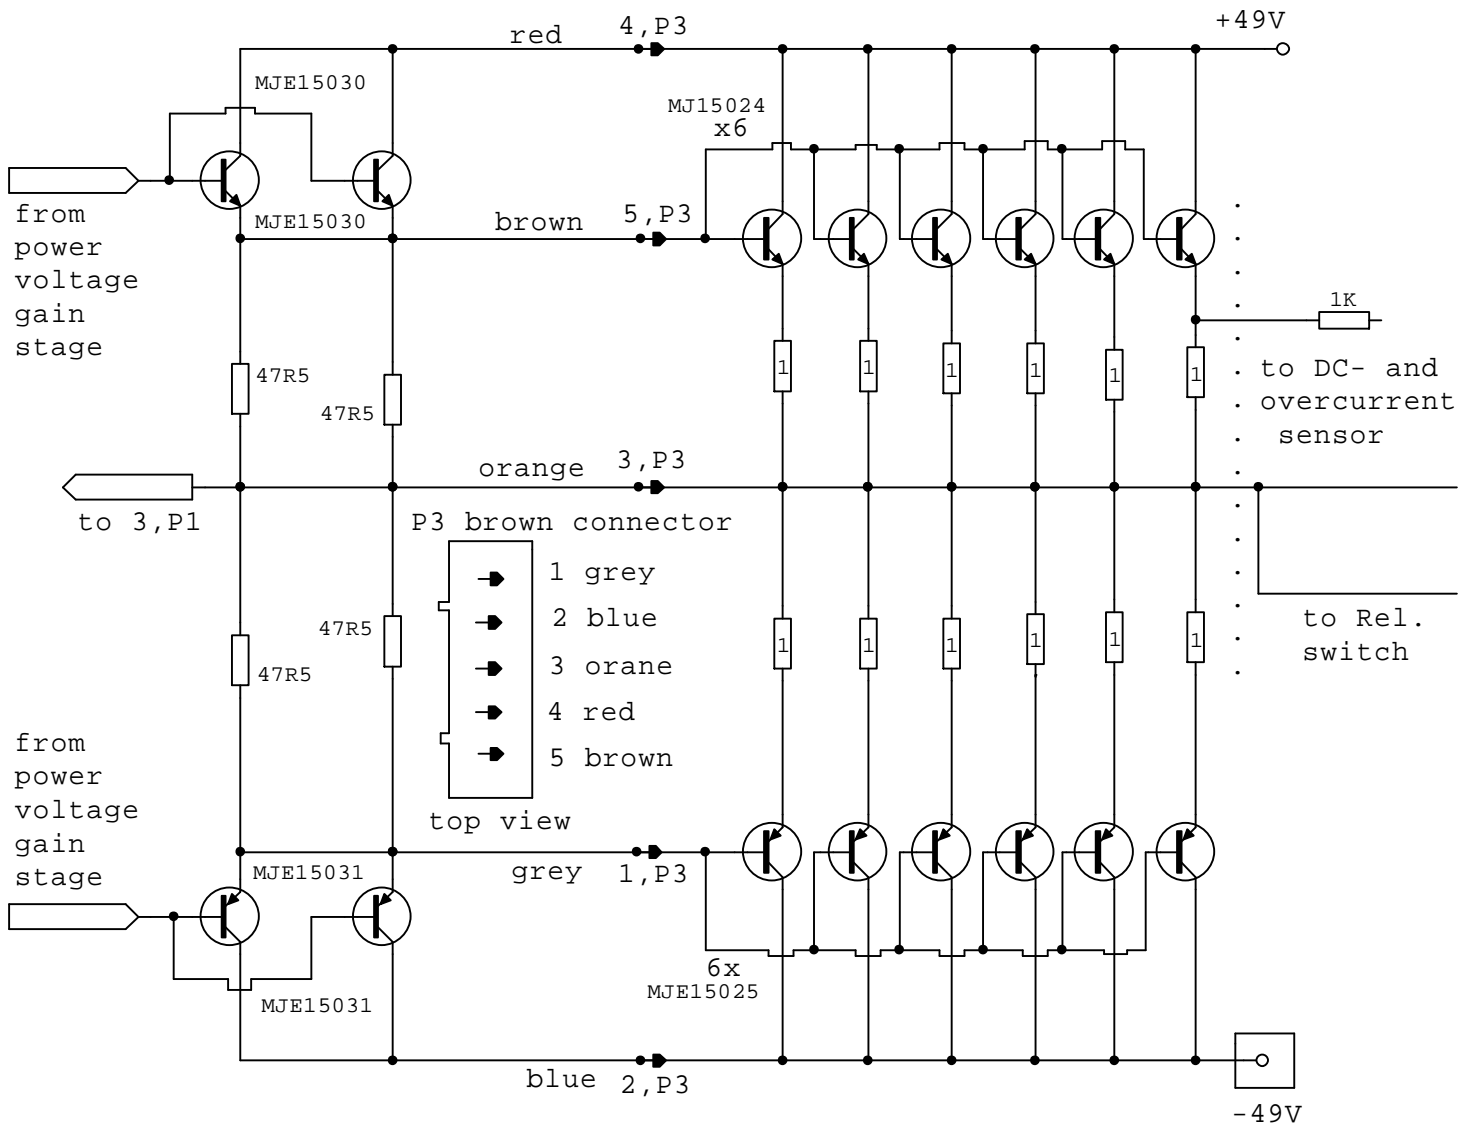 4,P3
+49V
red
MJE15030
MJ15024
x6
from
power
voltage
gain
stage
MJE15030
brown
5,P3
1K
to DC- and
overcurrent
sensor
47R5
47R5
1
1
1
1
1
1
orange
3,P3
to 3,P1
P3 brown connector
1 grey
2 blue
3 orane
4 red
5 brown
top view
47R5
47R5
1
1
1
1
1
1
to Rel.
switch
from
power
voltage
gain
stage
MJE15031
grey
1,P3
MJE15031
6x
MJE15025
blue
2,P3
-49V